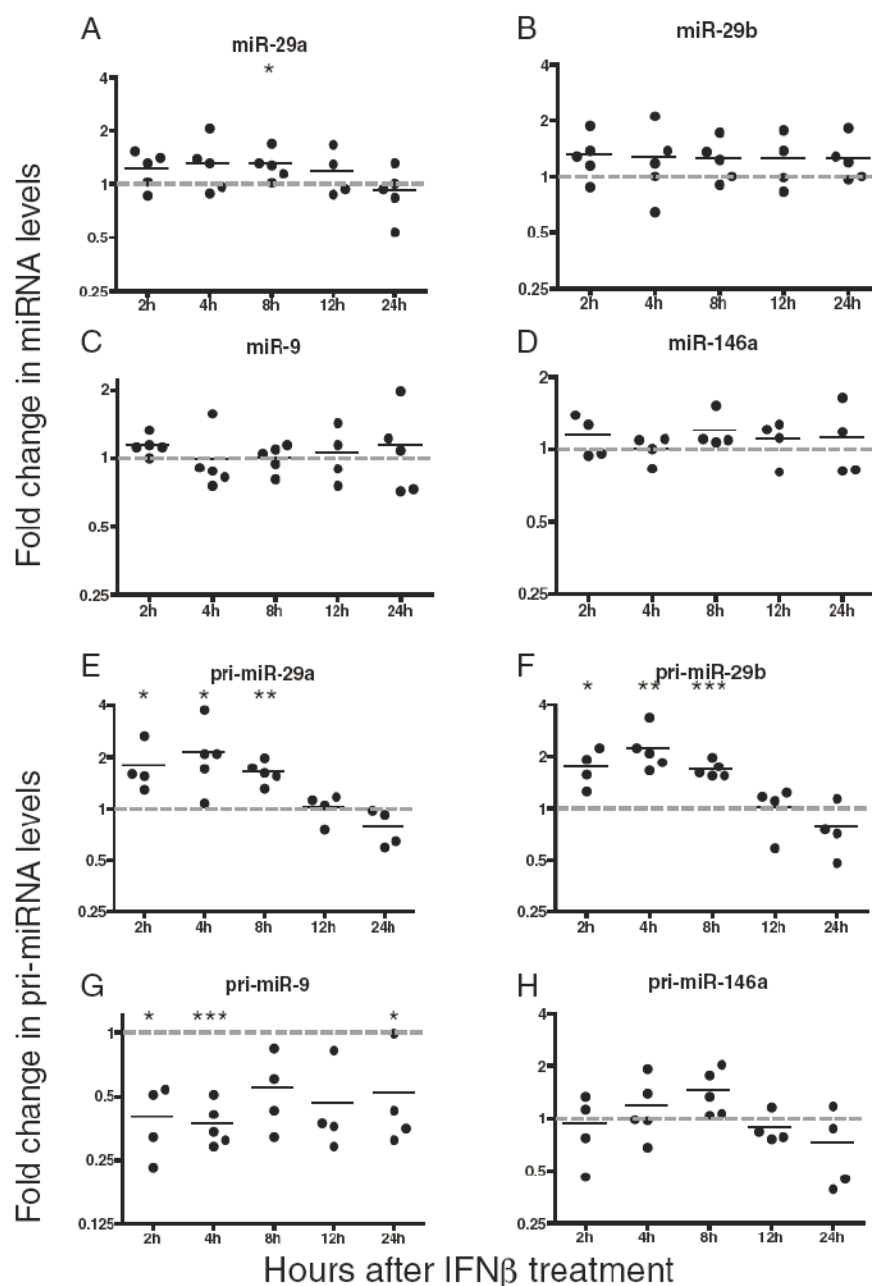 A
miR-29a
*
4
2
1
0.5
0.25
2h 4h 8h 12h 24h
B
miR-29b
4
2
1
0.5
0.25
2h 4h 8h 12h 24h
Fold change in miRNA levels
C
miR-9
2
1
0.5
0.25
2h 4h 8h 12h 24h
D
miR-146a
2
1
0.5
0.25
2h 4h 8h 12h 24h
E
pri-miR-29a
* * **
4
2
1
0.5
0.25
2h 4h 8h 12h 24h
F
pri-miR-29b
* ** ***
4
2
1
0.5
0.25
2h 4h 8h 12h 24h
Fold change in pri-miRNA levels
G
pri-miR-9
* *** *
1
0.5
0.25
0.125
2h 4h 8h 12h 24h
H
pri-miR-146a
4
2
1
0.5
0.25
2h 4h 8h 12h 24h
Hours after IFNβ treatment